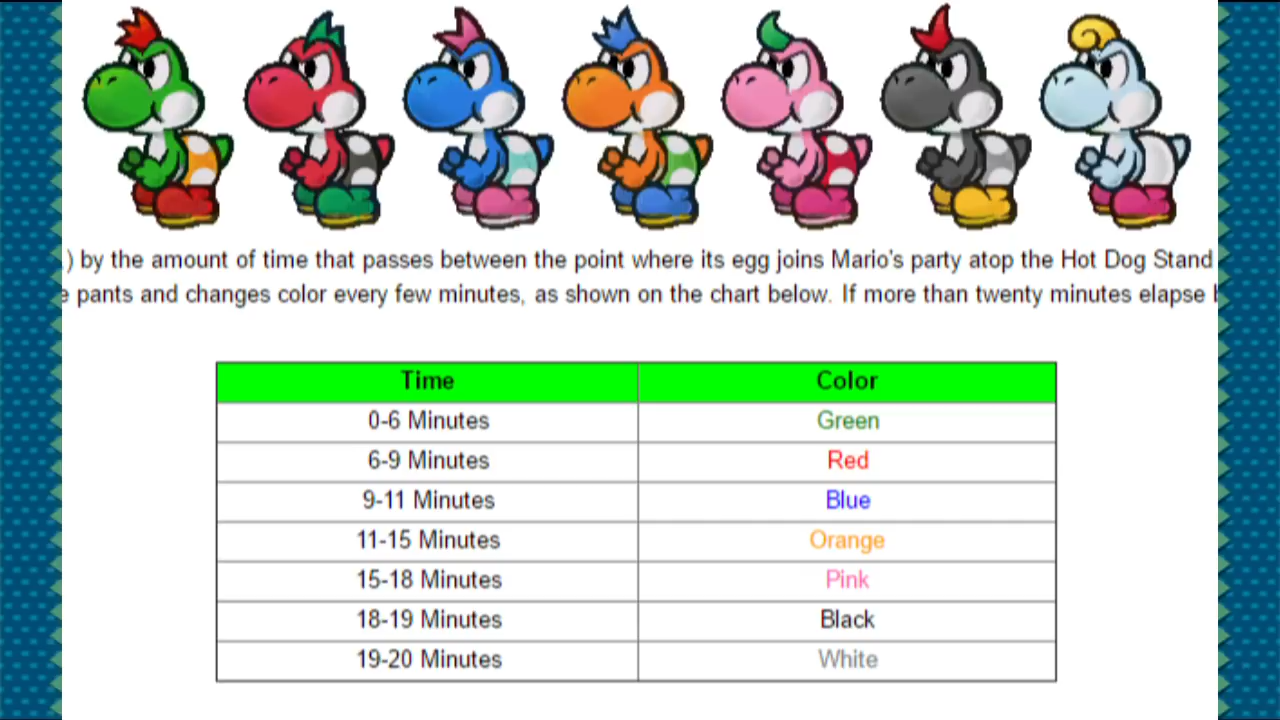 ) by the amount of time that passes between the point where its egg joins Mario's party atop the Hot Dog Stand
pants and changes color every few minutes, as shown on the chart below. If more than twenty minutes elapse
Time Color
0-6 Minutes Green
6-9 Minutes Red
9-11 Minutes Blue
11-15 Minutes Orange
15-18 Minutes Pink
18-19 Minutes Black
19-20 Minutes White